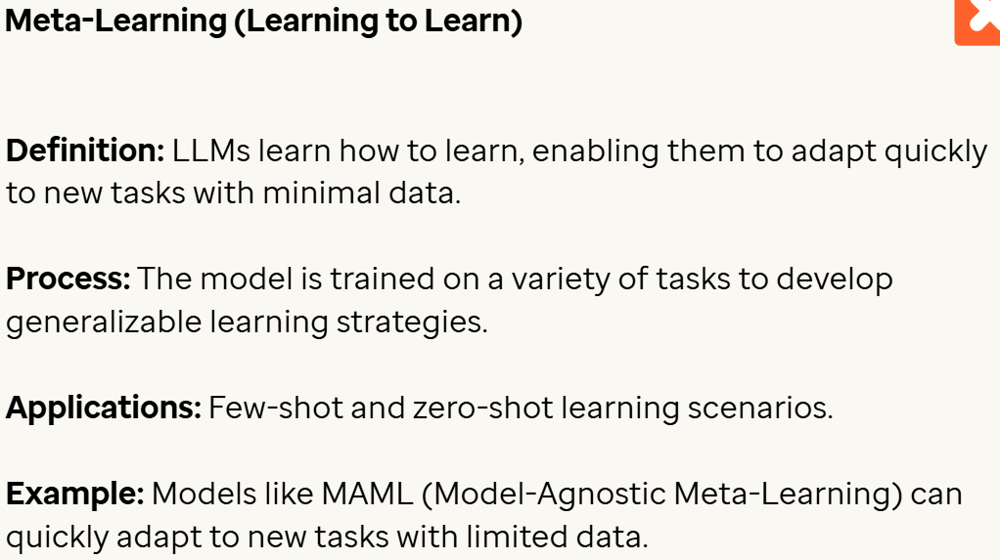 Meta-Learning (Learning to Learn)
Definition: LLMs learn how to learn, enabling them to adapt quickly
to new tasks with minimal data.
Process: The model is trained on a variety of tasks to develop
generalizable learning strategies.
Applications: Few-shot and zero-shot learning scenarios.
Example: Models like MAML (Model-Agnostic Meta-Learning) can
quickly adapt to new tasks with limited data.